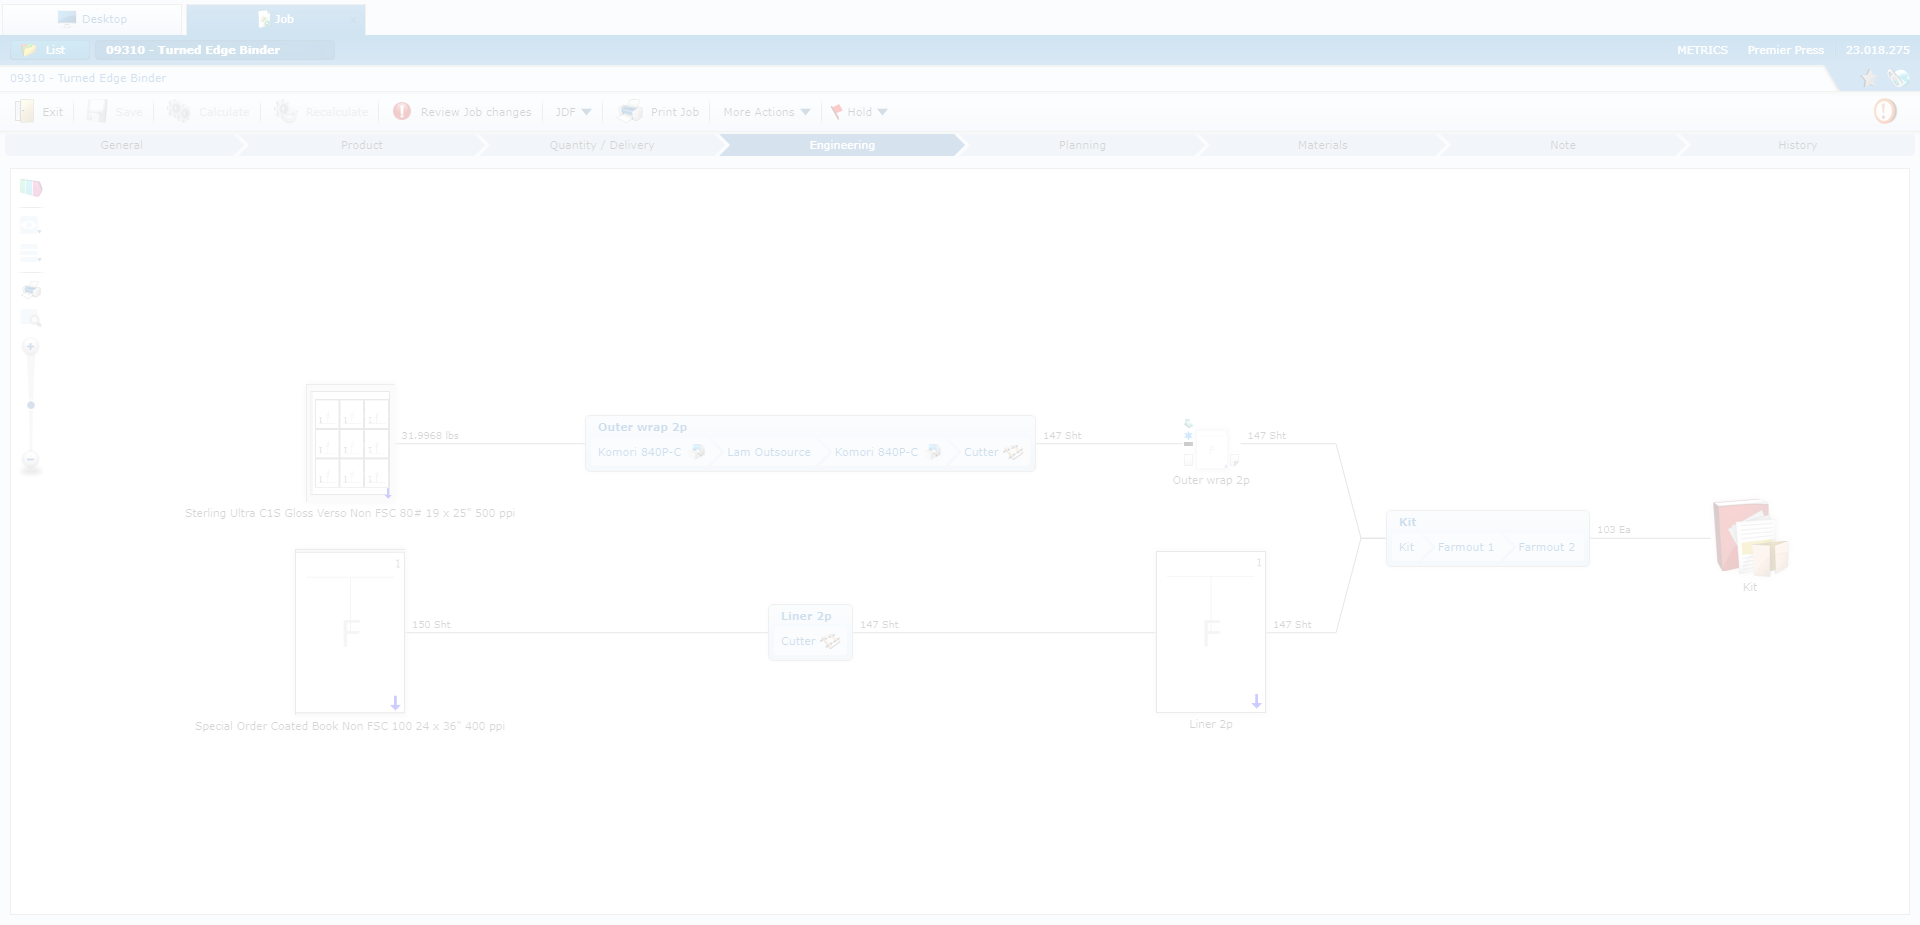 Desktop
Job
List
09310 - Turned Edge Binder
METRICS Premier Press 23.018.275
09310 - Turned Edge Binder
Exit Save Calculate Recalculate Review Job changes JDF Print Job More Actions Hold
General Product Quantity / Delivery Engineering Planning Materials Note History
31.9968 lbs
Sterling Ultra C1S Gloss Verso Non FSC 80# 19 x 25" 500 ppi
Outer wrap 2p
Komori 840P-C Lam Outsource Komori 840P-C Cutter
147 Sht
Outer wrap 2p
147 Sht
Kit
Kit Farmout 1 Farmout 2
103 Ea
Kit
1
F
150 Sht
Special Order Coated Book Non FSC 100 24 x 36" 400 ppi
Liner 2p
Cutter
147 Sht
1
F
Liner 2p
147 Sht